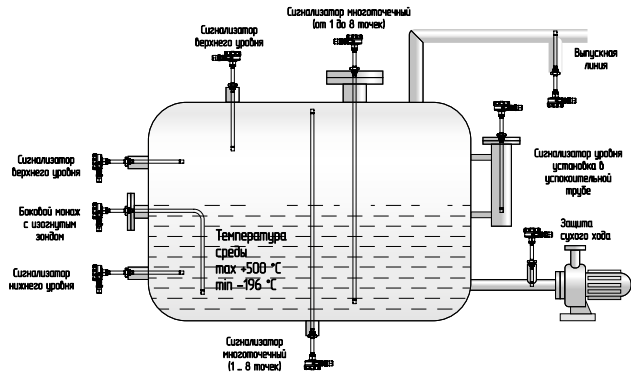 Сигнализатор многоточечный
(от 1 до 8 точек)
Сигнализатор
верхнего уровня
Выпускная
линия
Сигнализатор
верхнего уровня
Сигнализатор уровня
установка в
успокоительной
трубе
Боковой монаж
с изогнутым
зондом
Защита
сухого хода
Температура
среды
max +500 °C
min -196 °C
Сигнализатор
нижнего уровня
Сигнализатор
многоточечный
(1 _ 8 точек)